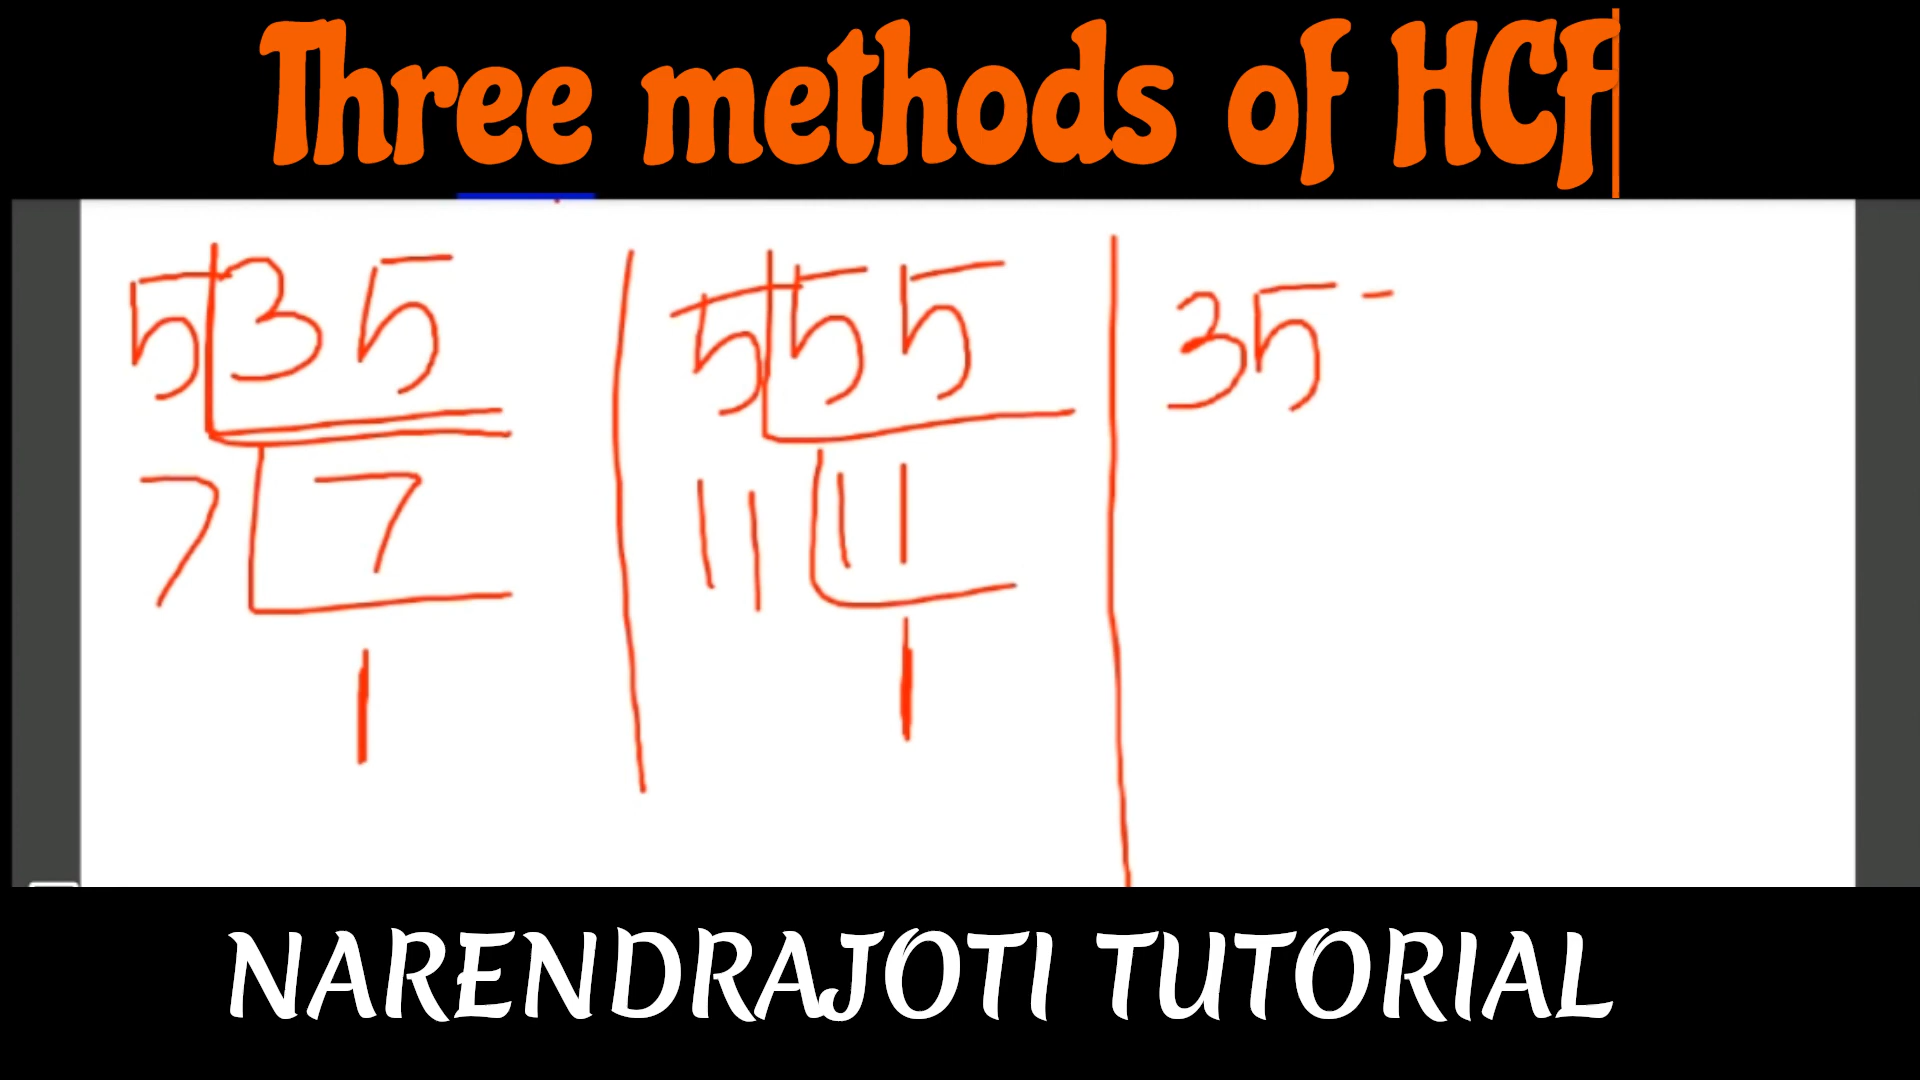 Three methods of HCF
5 35 5 55 35 -
7 7 11 11
1 1
NARENDRAJOTI TUTORIAL